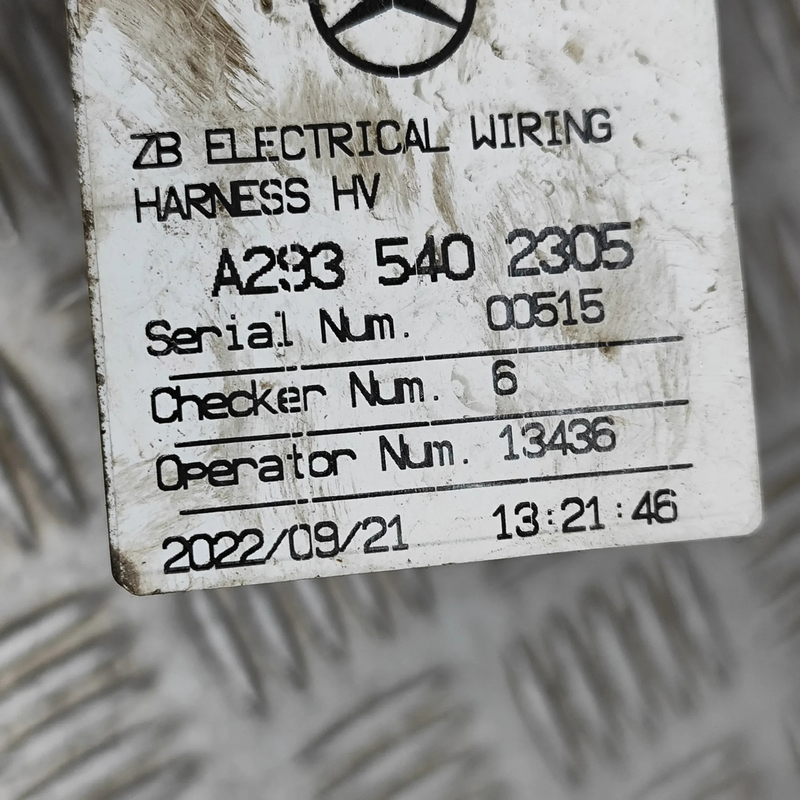 ZB ELECTRICAL WIRING
HARNESS HV
A293 540 2305
Serial Num. 00515
Checker Num. 6
Operator Num. 13436
2022/09/21 13:21:46